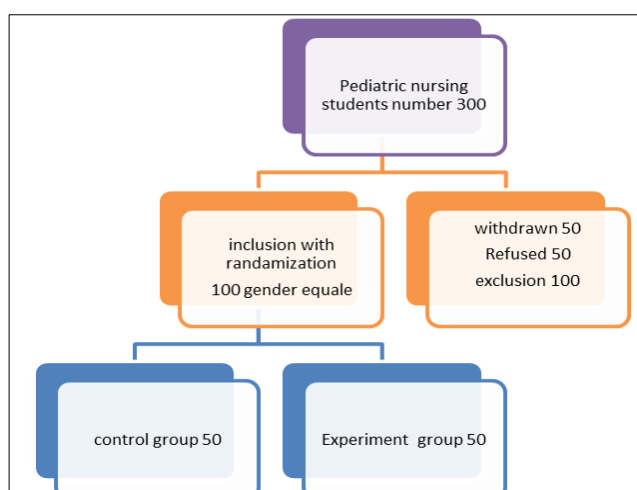 Pediatric nursing
students number 300
inclusion with
randamization
100 gender equale
withdrawn 50
Refused 50
exclusion 100
control group 50
Experiment group 50